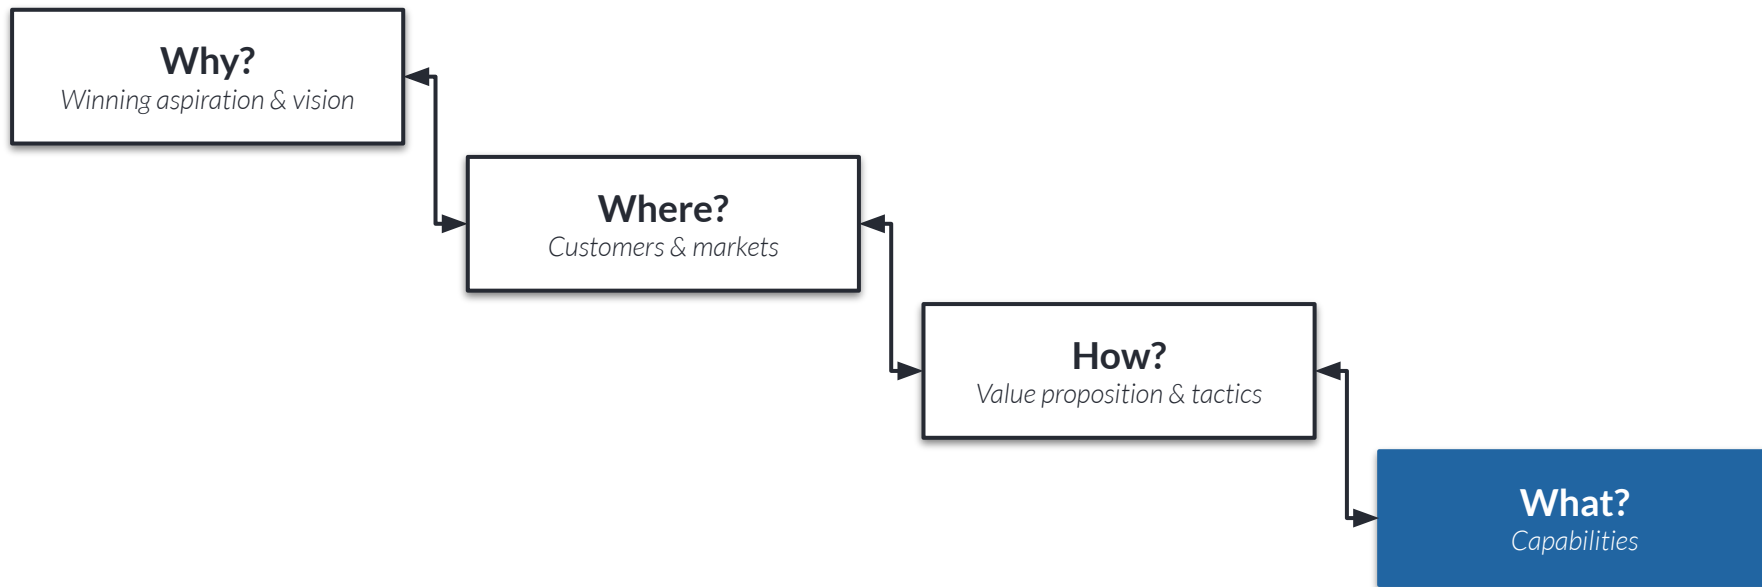 Why?
Winning aspiration & vision
Where?
Customers & markets
How?
Value proposition & tactics
What?
Capabilities